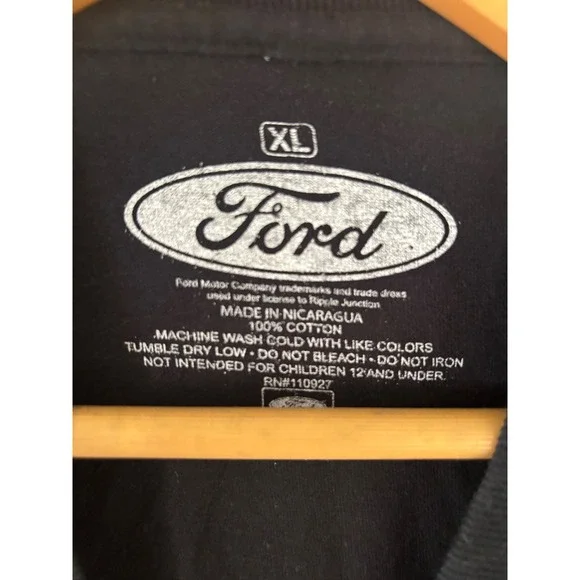 XL
Ford
Ford Motor Company trademarks and trade dress
used under license to Ripple Junction
MADE IN NICARAGUA
100% COTTON
MACHINE WASH COLD WITH LIKE COLORS
TUMBLE DRY LOW • DO NOT BLEACH • DO NOT IRON
NOT INTENDED FOR CHILDREN 12 AND UNDER.
RN#110927